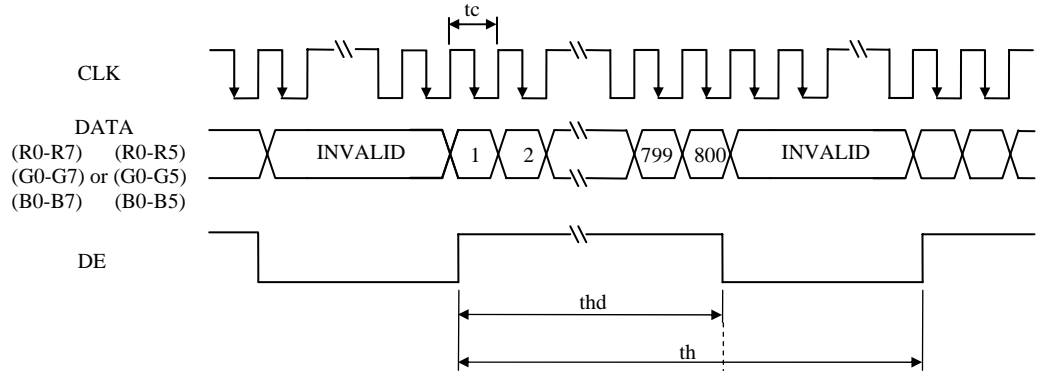 tc
CLK
DATA
(R0-R7) (R0-R5)
(G0-G7) or (G0-G5)
(B0-B7) (B0-B5)
INVALID 1 2 799 800 INVALID
DE
thd
th